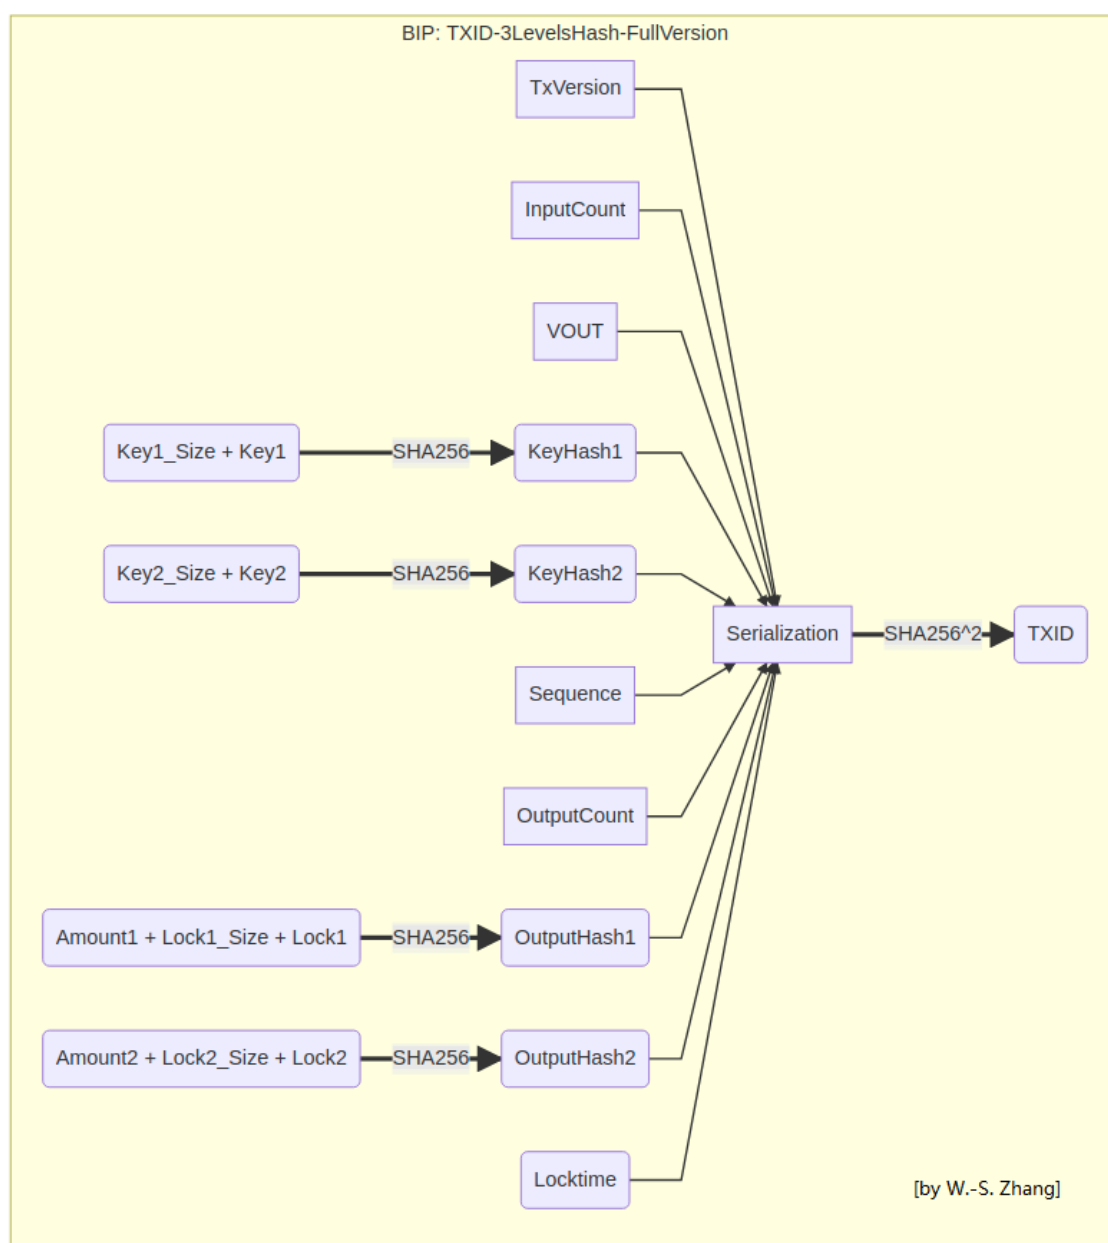 BIP: TXID-3LevelsHash-FullVersion
TxVersion
InputCount
VOUT
Key1_Size + Key1 SHA256 KeyHash1
Key2_Size + Key2 SHA256 KeyHash2
Serialization SHA256^2 TXID
Sequence
OutputCount
Amount1 + Lock1_Size + Lock1 SHA256 OutputHash1
Amount2 + Lock2_Size + Lock2 SHA256 OutputHash2
Locktime
[by W.-S. Zhang]